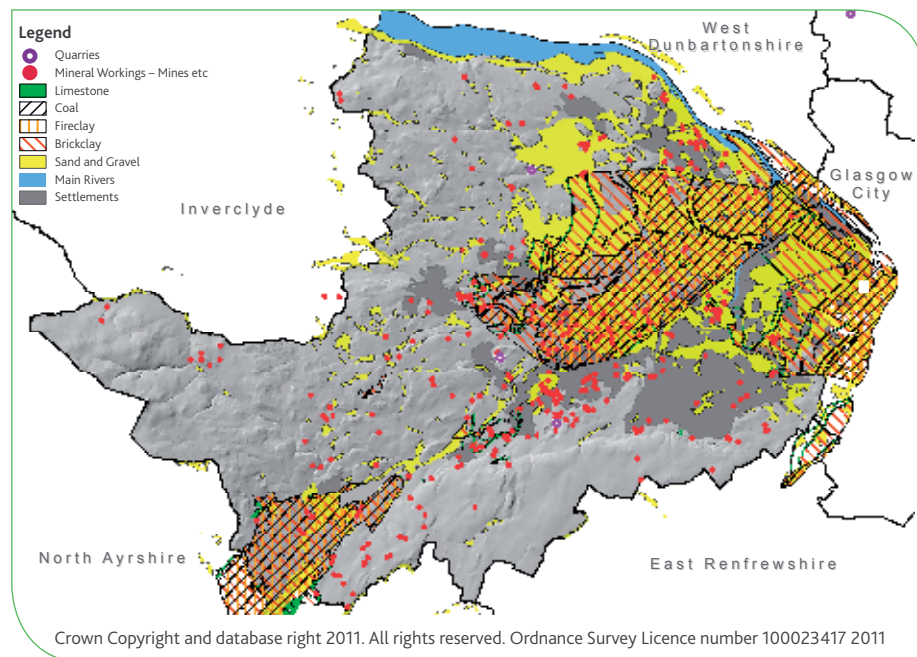 Legend
Quarries
Mineral Workings – Mines etc
Limestone
Coal
Fireclay
Brickclay
Sand and Gravel
Main Rivers
Settlements
West
Dunbartonshire
Glasgow
City
Inverclyde
North Ayrshire
East Renfrewshire
Crown Copyright and database right 2011. All rights reserved. Ordnance Survey Licence number 100023417 2011